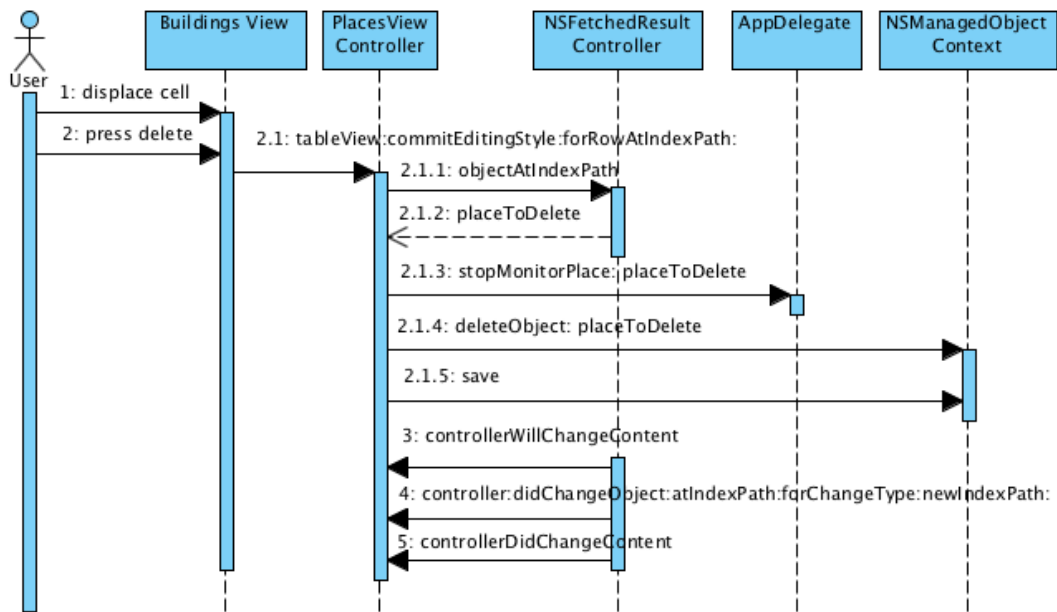 Buildings View
PlacesView
Controller
NSFetchedResult
Controller
AppDelegate
NSManagedObject
Context
User
1: displace cell
2: press delete
2.1: tableView:commitEditingStyle:forRowAtIndexPath:
2.1.1: objectAtIndexPath
2.1.2: placeToDelete
2.1.3: stopMonitorPlace: placeToDelete
2.1.4: deleteObject: placeToDelete
2.1.5: save
3: controllerWillChangeContent
4: controller:didChangeObject:atIndexPath:forChangeType:newIndexPath:
5: controllerDidChangeContent